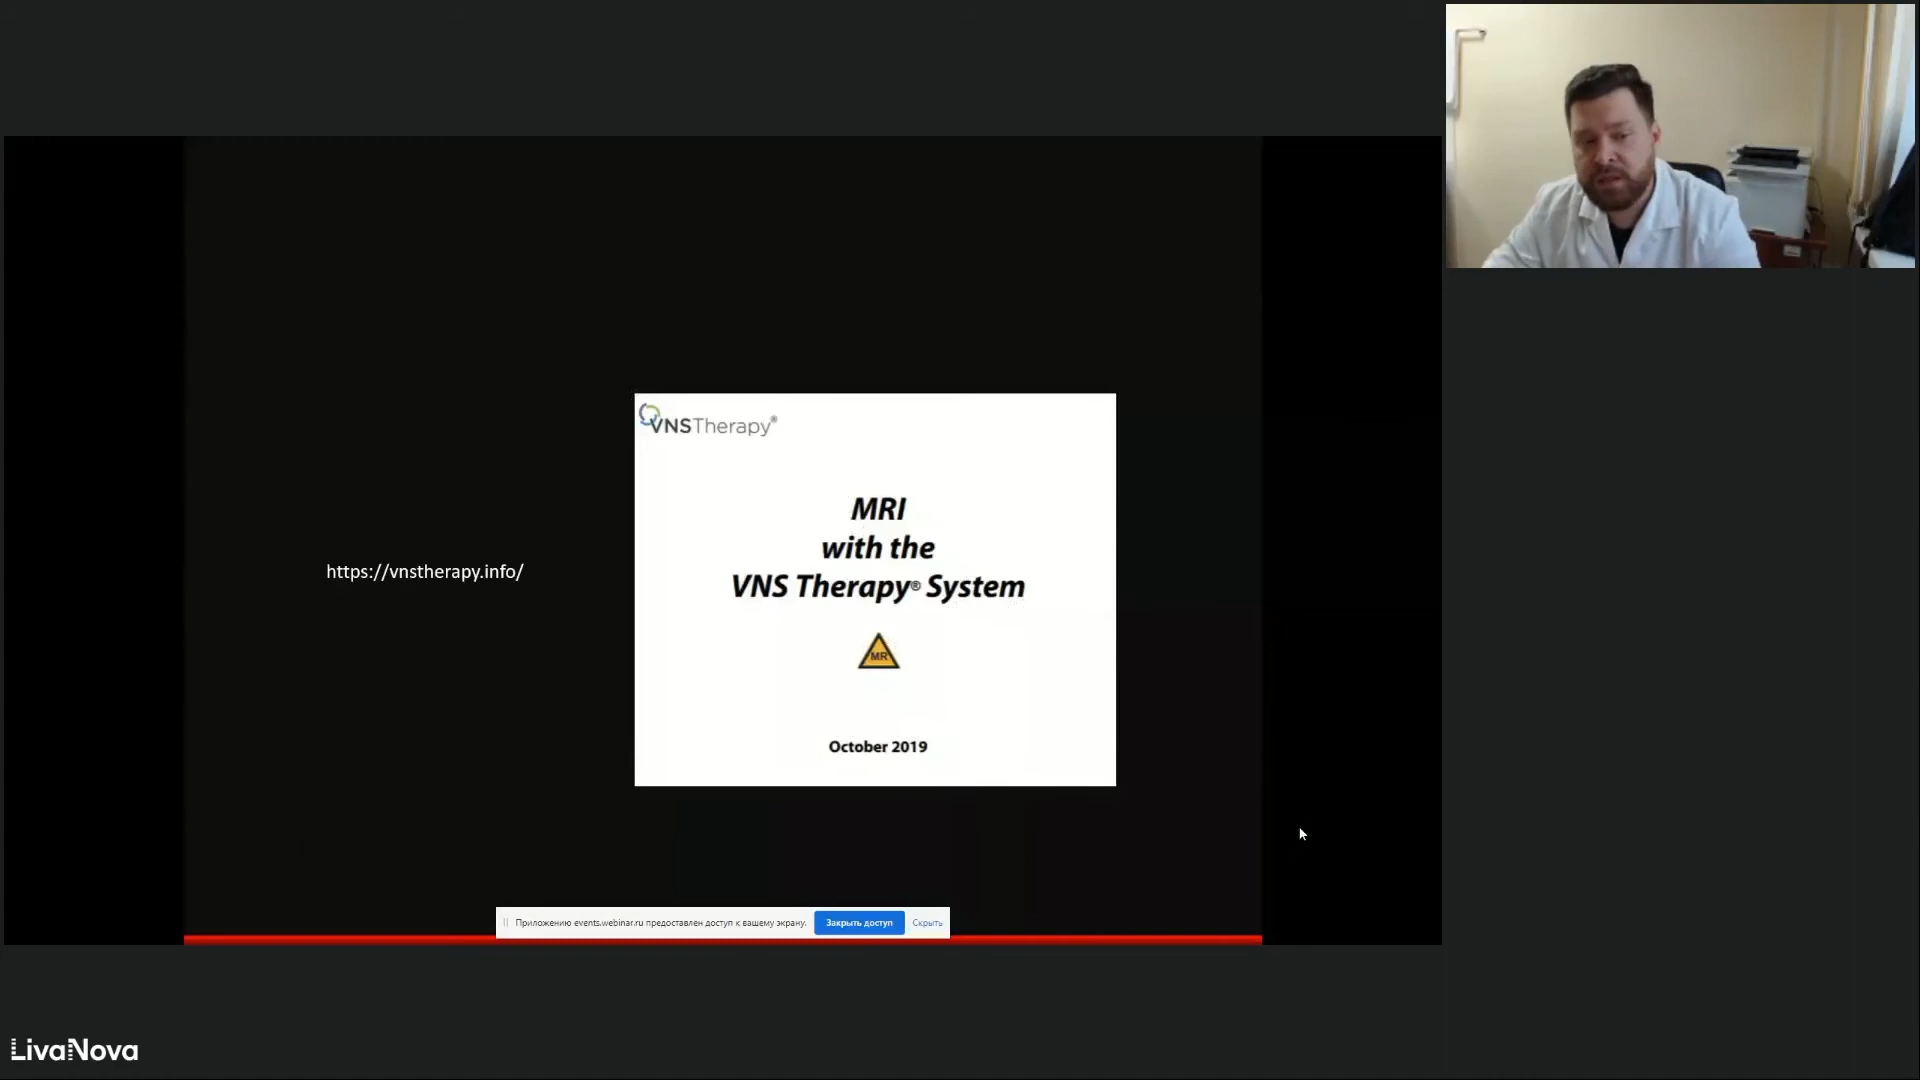 VNSTherapy®
MRI
with the
VNS Therapy® System
MR
October 2019
https://vnstherapy.info/
Приложению events.webinar.ru предоставлен доступ к вашему экрану.
Закрыть доступ
Скрыть
LivaNova